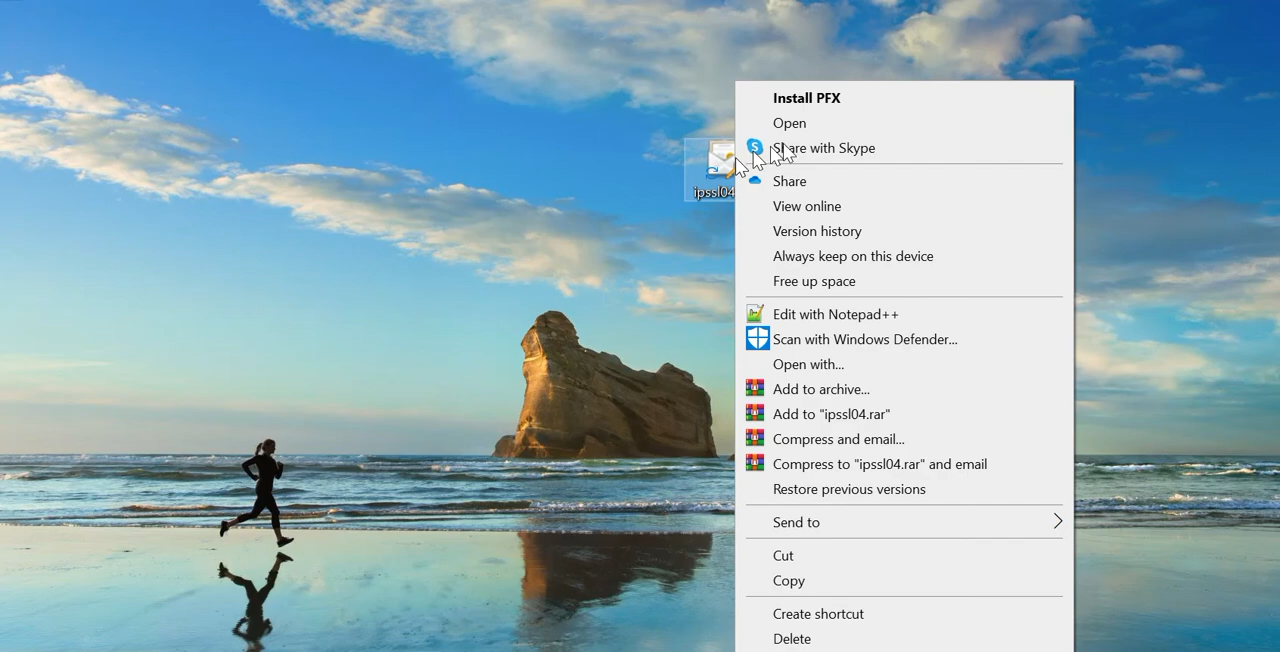 ipssl04
Install PFX
Open
Share with Skype
Share
View online
Version history
Always keep on this device
Free up space
Edit with Notepad++
Scan with Windows Defender...
Open with...
Add to archive...
Add to "ipssl04.rar"
Compress and email...
Compress to "ipssl04.rar" and email
Restore previous versions
Send to
Cut
Copy
Create shortcut
Delete